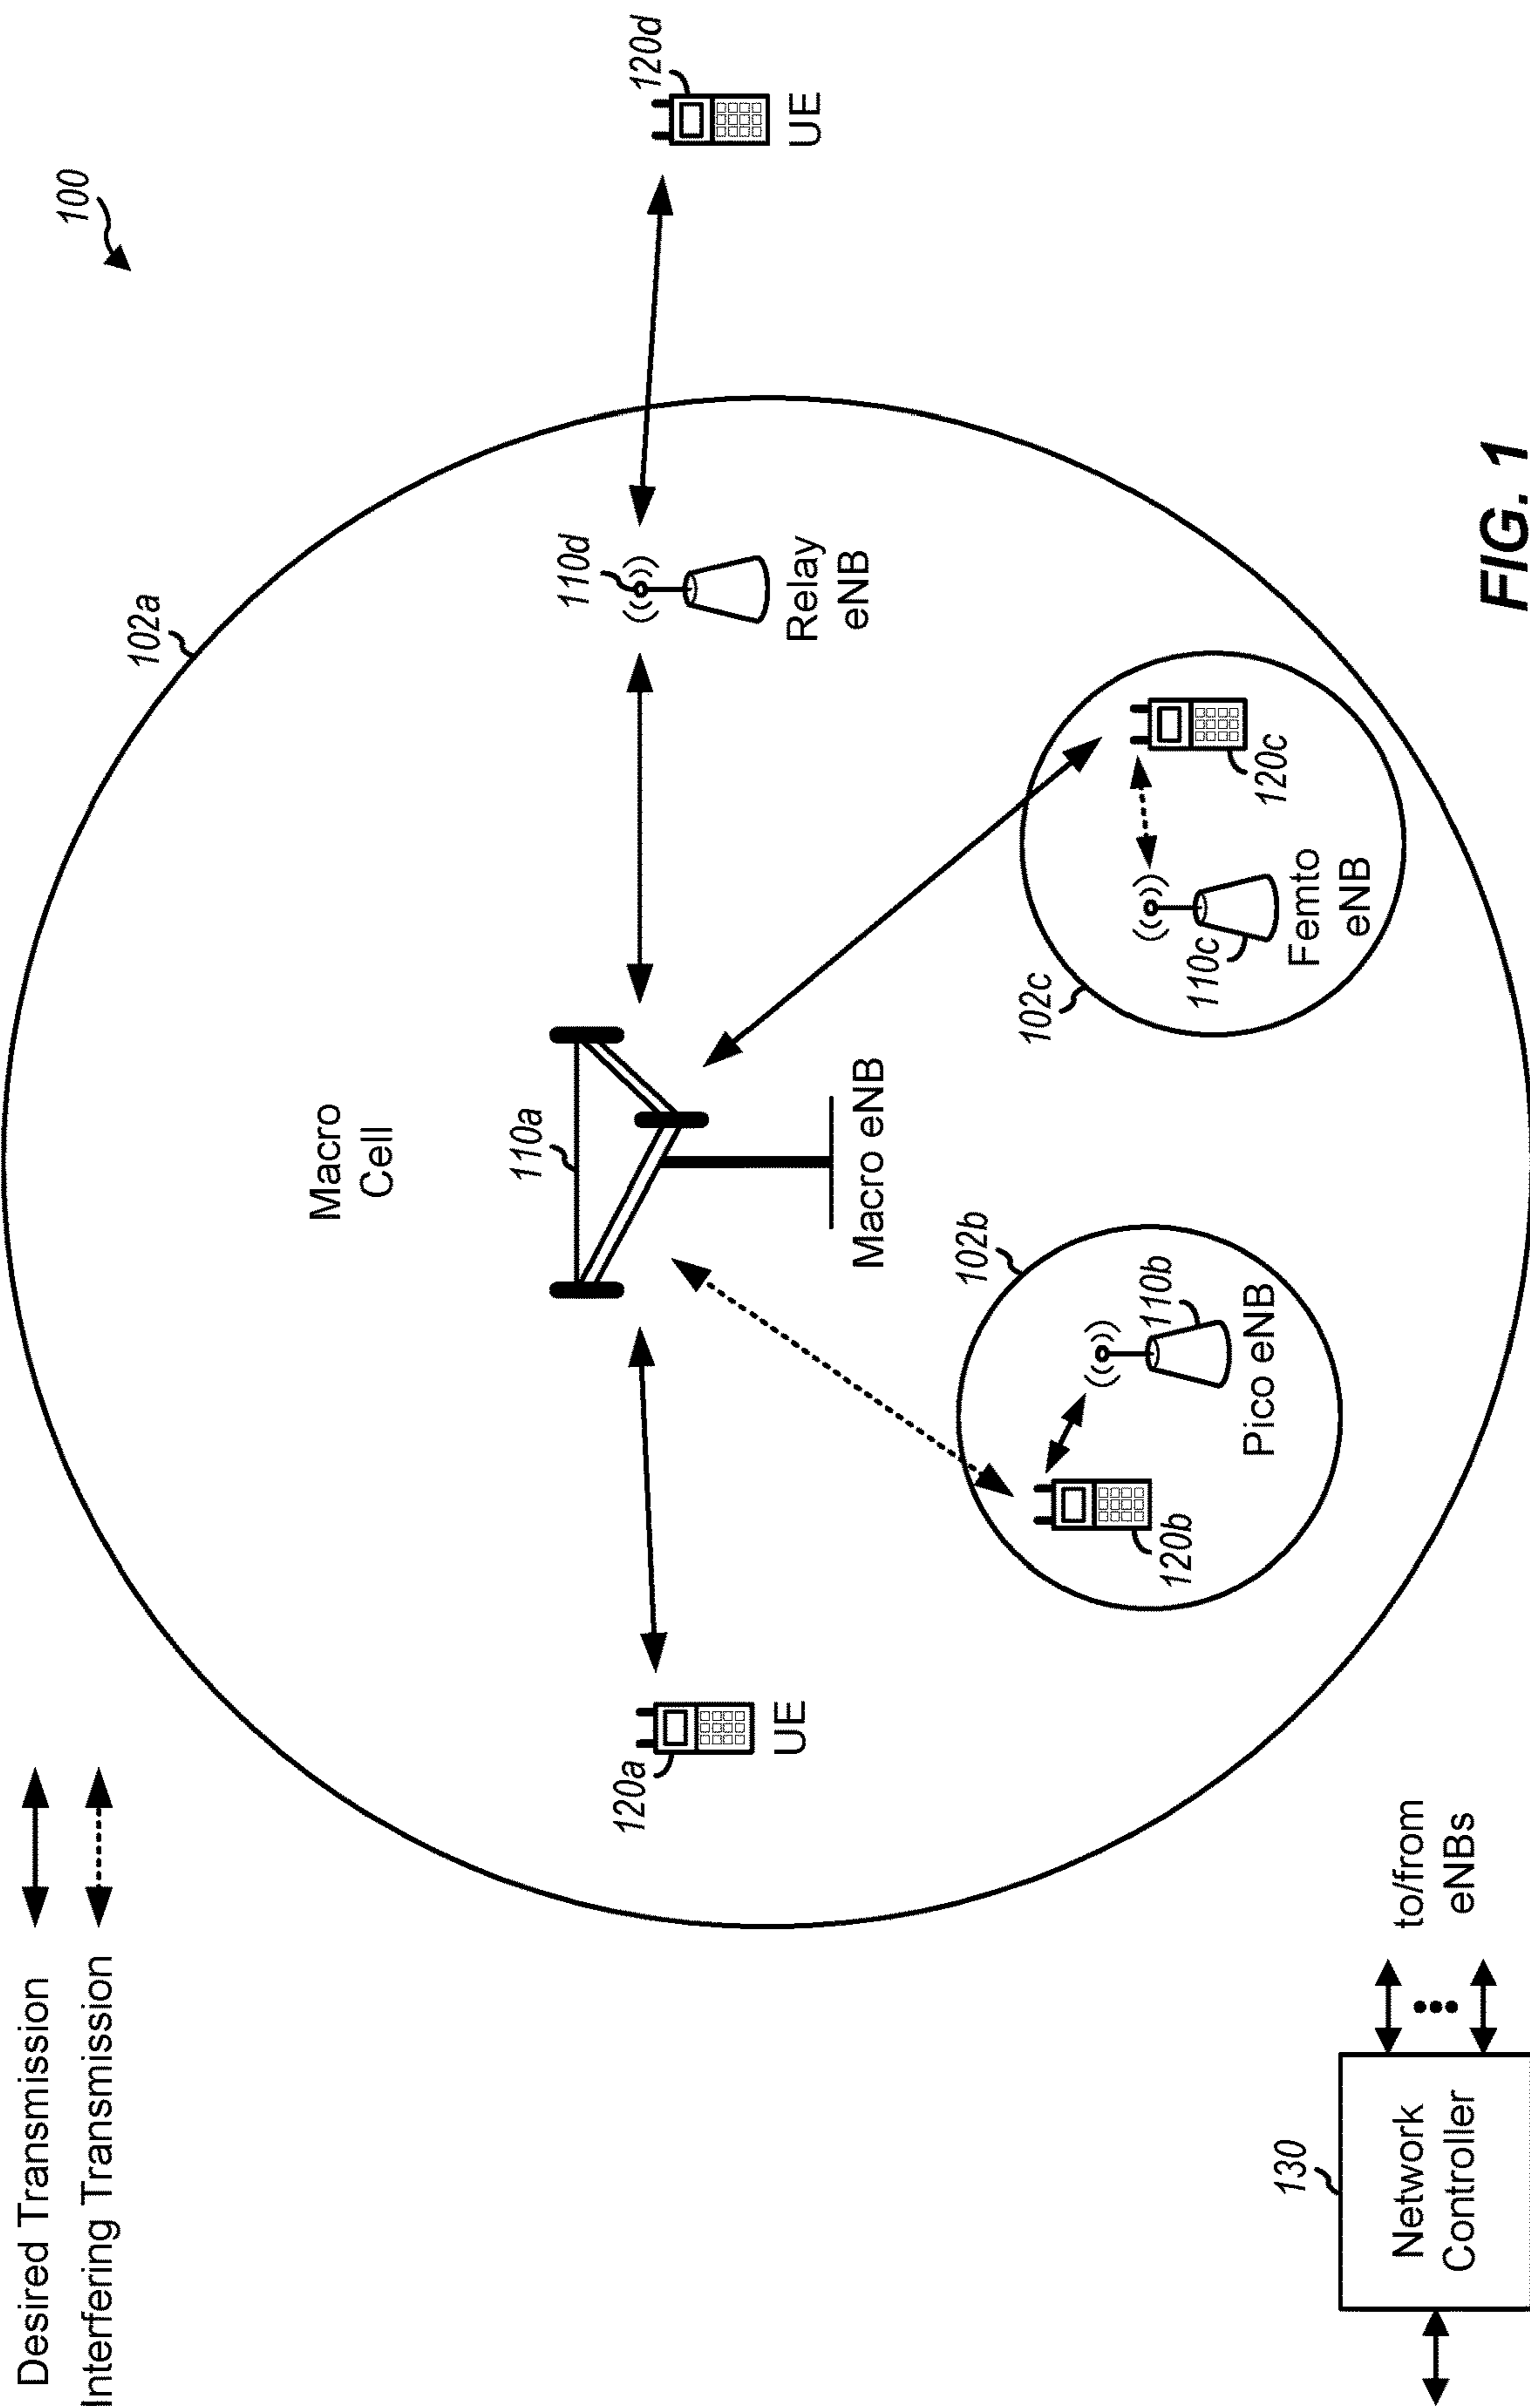 Desired Transmission
Interfering Transmission
100
102a
Macro
Cell
110a
110d
120d
120a
UE
Macro eNB
Relay
eNB
UE
102b
102c
110b
120b
Pico eNB
110c
120c
Femto
eNB
130
Network
Controller
to/from
eNBs
FIG. 1